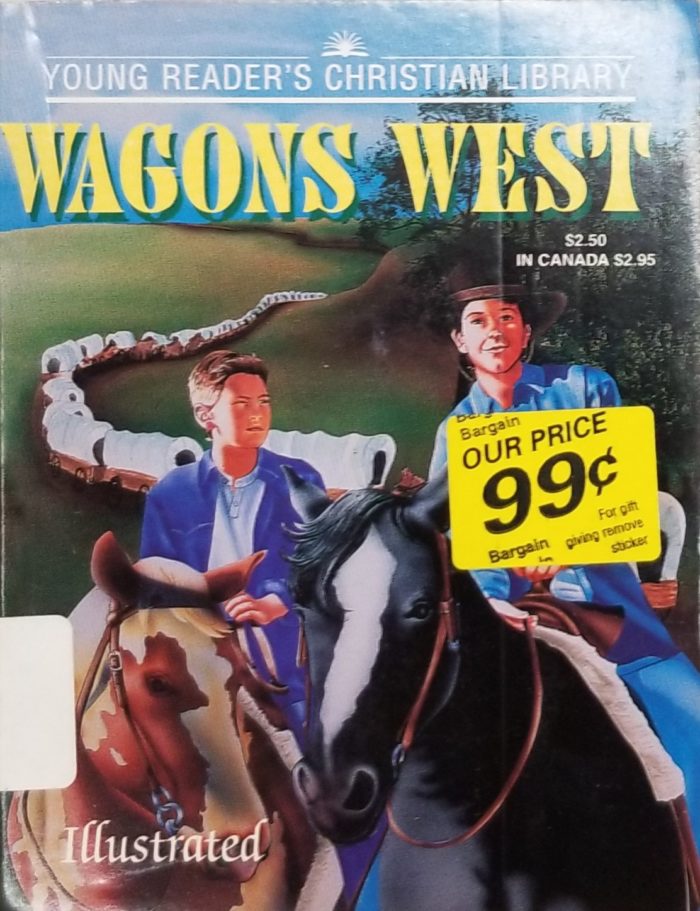 YOUNG READER'S CHRISTIAN LIBRARY
WAGONS WEST
$2.50
IN CANADA $2.95
Bargain
Bargain
OUR PRICE
99¢
For gift
Bargain giving remove
sticker
Illustrated